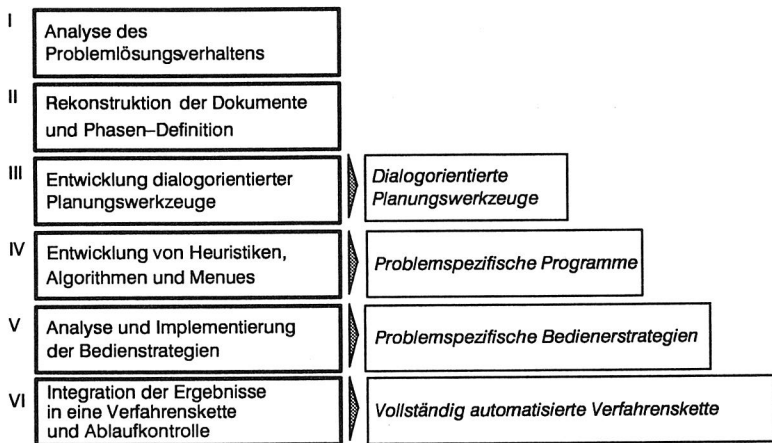 I
Analyse des
Problemlösungsverhaltens
II
Rekonstruktion der Dokumente
und Phasen–Definition
III
Entwicklung dialogorientierter
Planungswerkzeuge
Dialogorientierte
Planungswerkzeuge
IV
Entwicklung von Heuristiken,
Algorithmen und Menues
Problemspezifische Programme
V
Analyse und Implementierung
der Bedienstrategien
Problemspezifische Bedienerstrategien
VI
Integration der Ergebnisse
in eine Verfahrenskette
und Ablaufkontrolle
Vollständig automatisierte Verfahrenskette